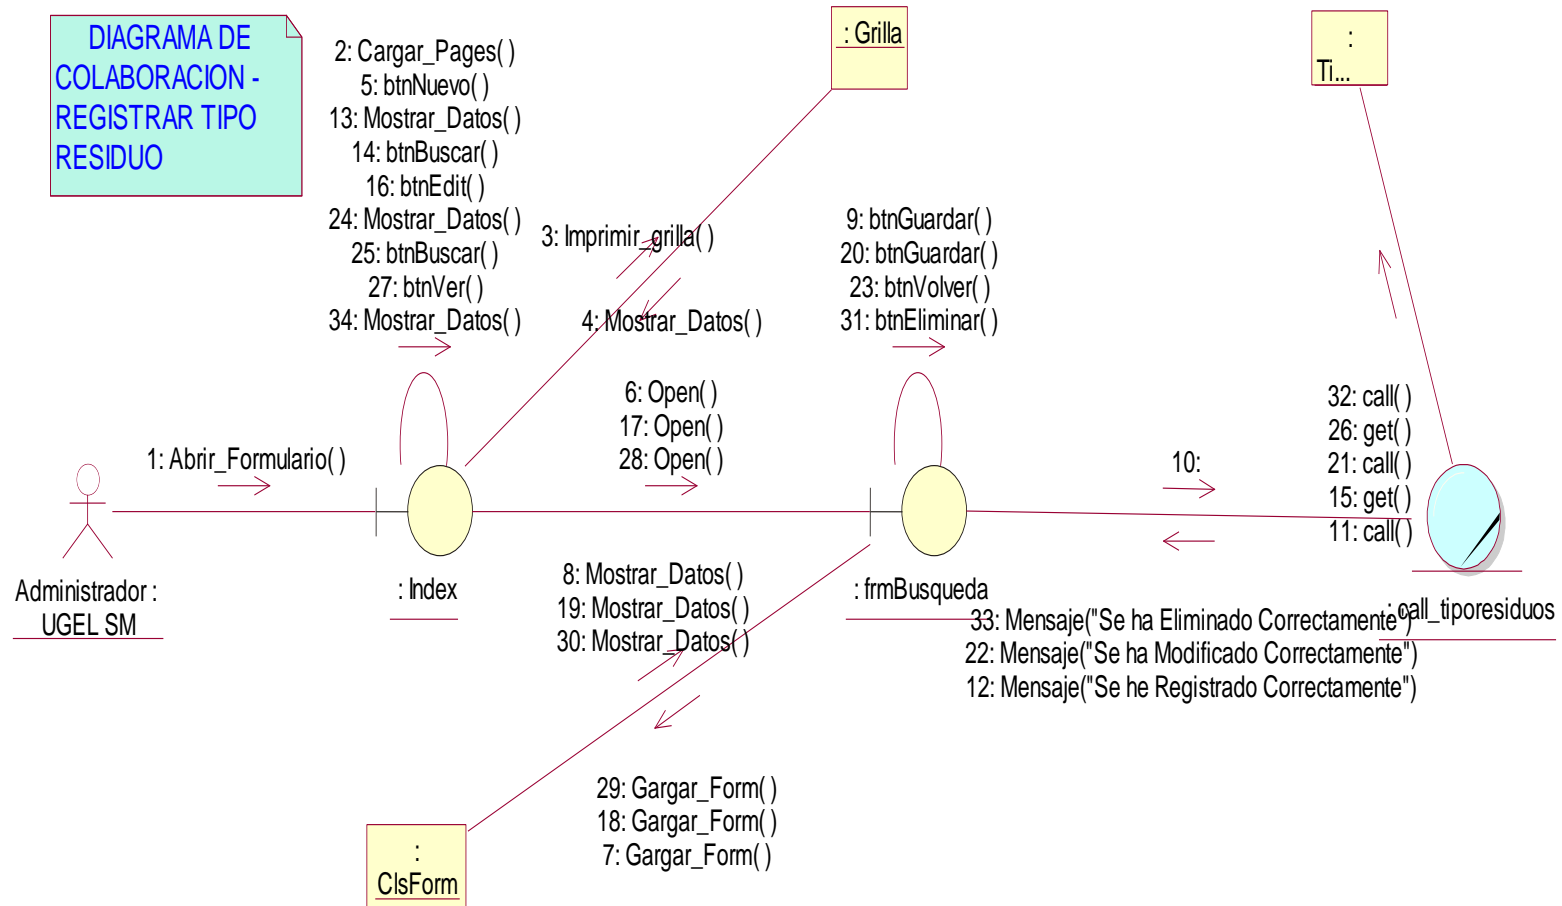 DIAGRAMA DE
COLABORACION -
REGISTRAR TIPO
RESIDUO
2: Cargar_Pages( )
5: btnNuevo( )
13: Mostrar_Datos( )
14: btnBuscar( )
16: btnEdit( )
24: Mostrar_Datos( )
25: btnBuscar( )
27: btnVer( )
34: Mostrar_Datos( )
: Grilla
:
Ti...
3: Imprimir_grilla( )
4: Mostrar_Datos( )
9: btnGuardar( )
20: btnGuardar( )
23: btnVolver( )
31: btnEliminar( )
1: Abrir_Formulario( )
6: Open( )
17: Open( )
28: Open( )
10:
32: call( )
26: get( )
21: call( )
15: get( )
11: call( )
Administrador :
UGEL SM
: Index
: frmBusqueda
: call_tiporesiduos
8: Mostrar_Datos( )
19: Mostrar_Datos( )
30: Mostrar_Datos( )
33: Mensaje("Se ha Eliminado Correctamente")
22: Mensaje("Se ha Modificado Correctamente")
12: Mensaje("Se he Registrado Correctamente")
29: Gargar_Form( )
18: Gargar_Form( )
7: Gargar_Form( )
:
ClsForm